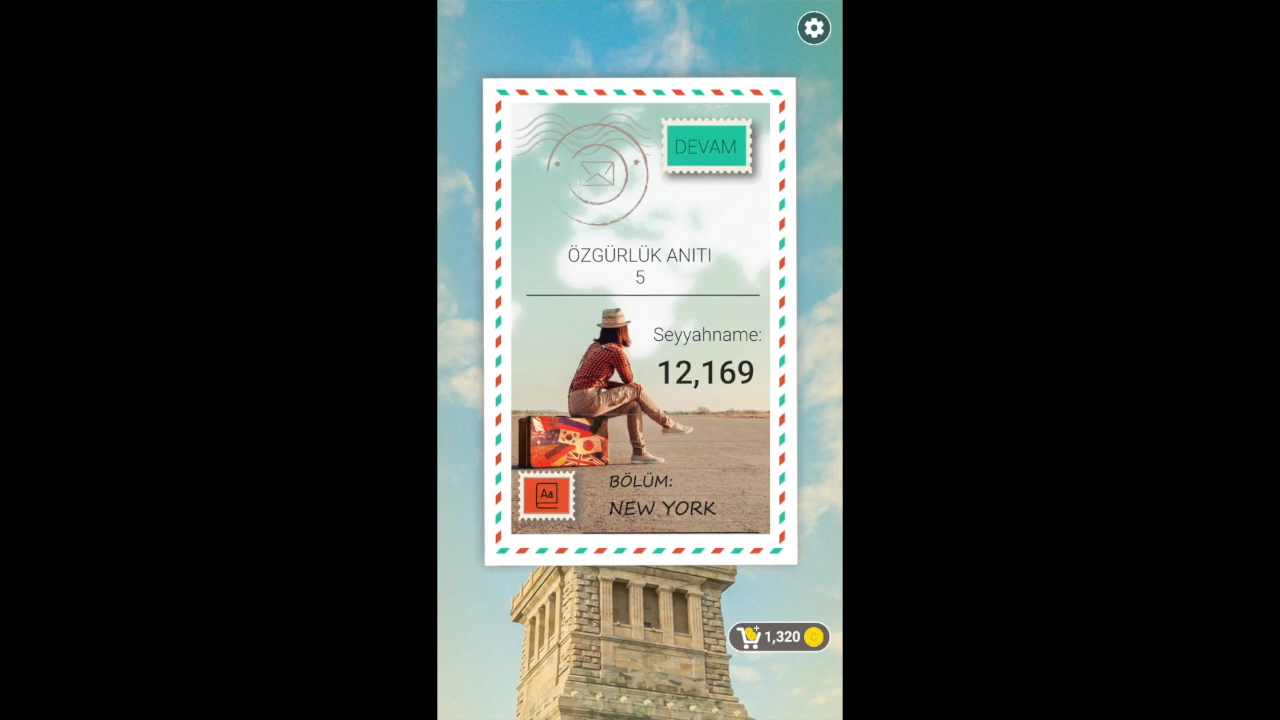 DEVAM
ÖZGÜRLÜK ANITI
5
Seyyahname:
12,169
Aa
BÖLÜM:
NEW YORK
1,320